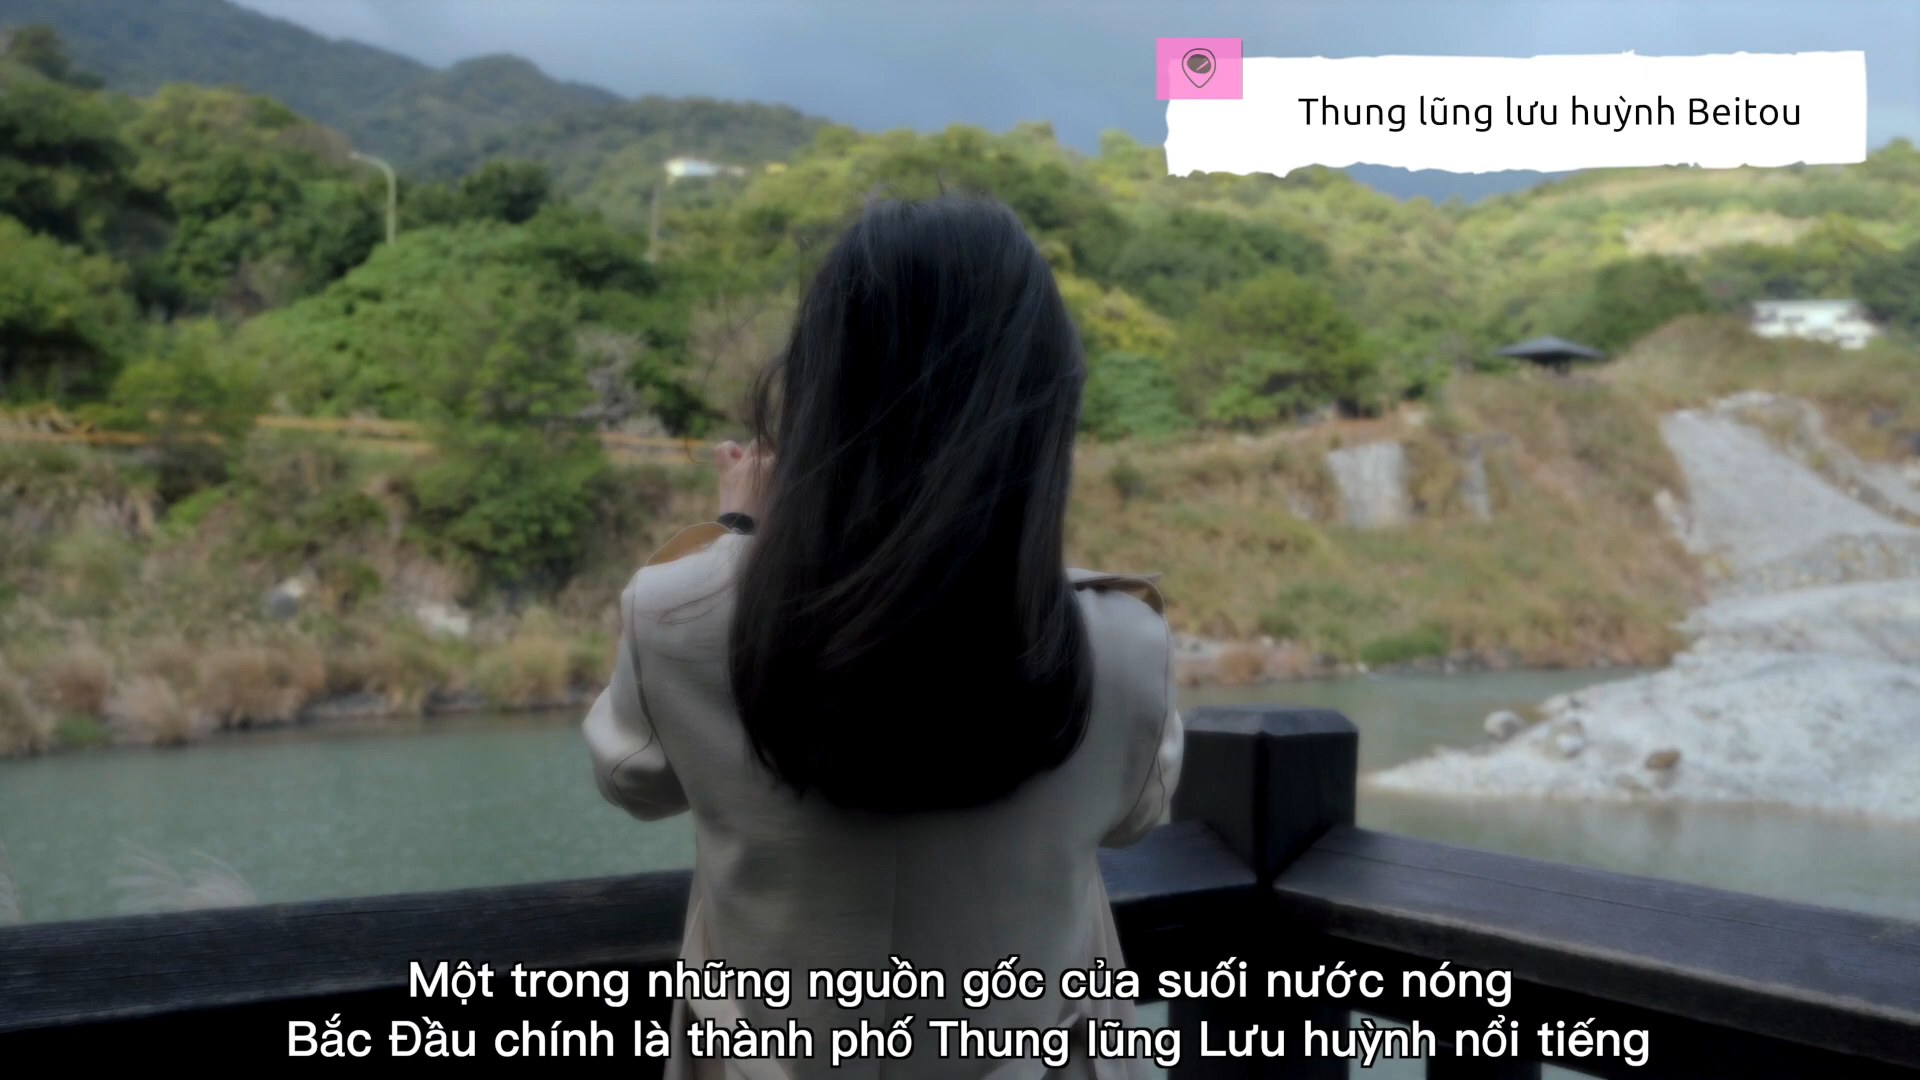 Thung lũng lưu huỳnh Beitou
Một trong những nguồn gốc của suối nước nóng
Bắc Đầu chính là thành phố Thung lũng Lưu huỳnh nổi tiếng